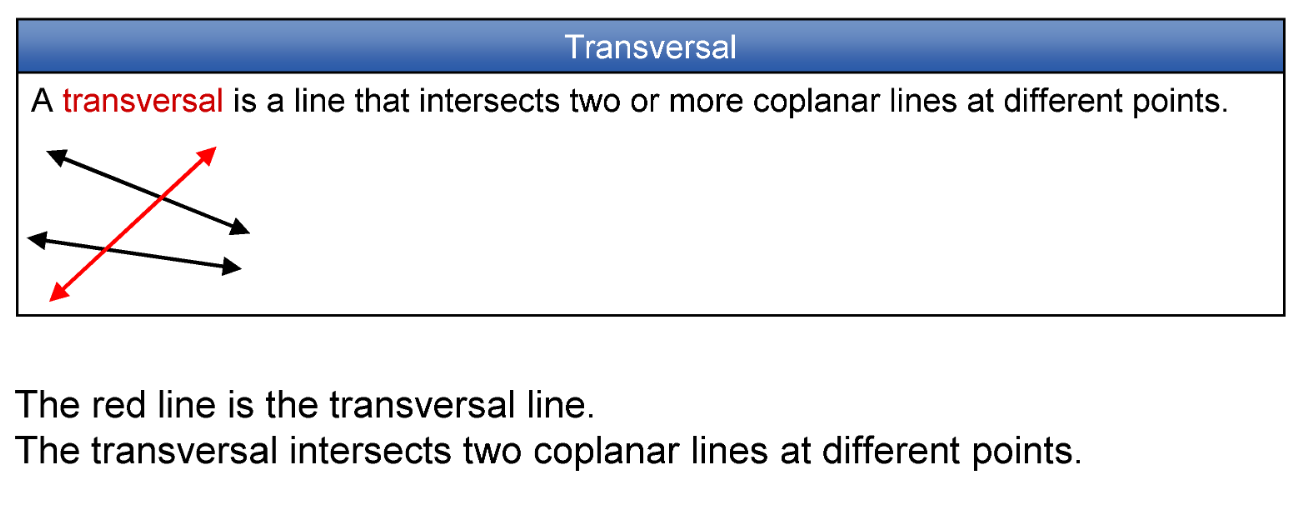 Transversal
A transversal is a line that intersects two or more coplanar lines at different points.
The red line is the transversal line.
The transversal intersects two coplanar lines at different points.